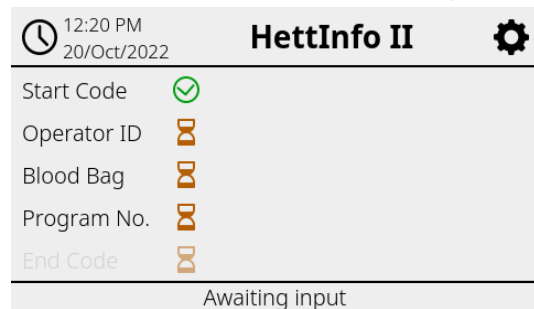 12:20 PM
20/Oct/2022
HettInfo II
Start Code
Operator ID
Blood Bag
Program No.
End Code
Awaiting input